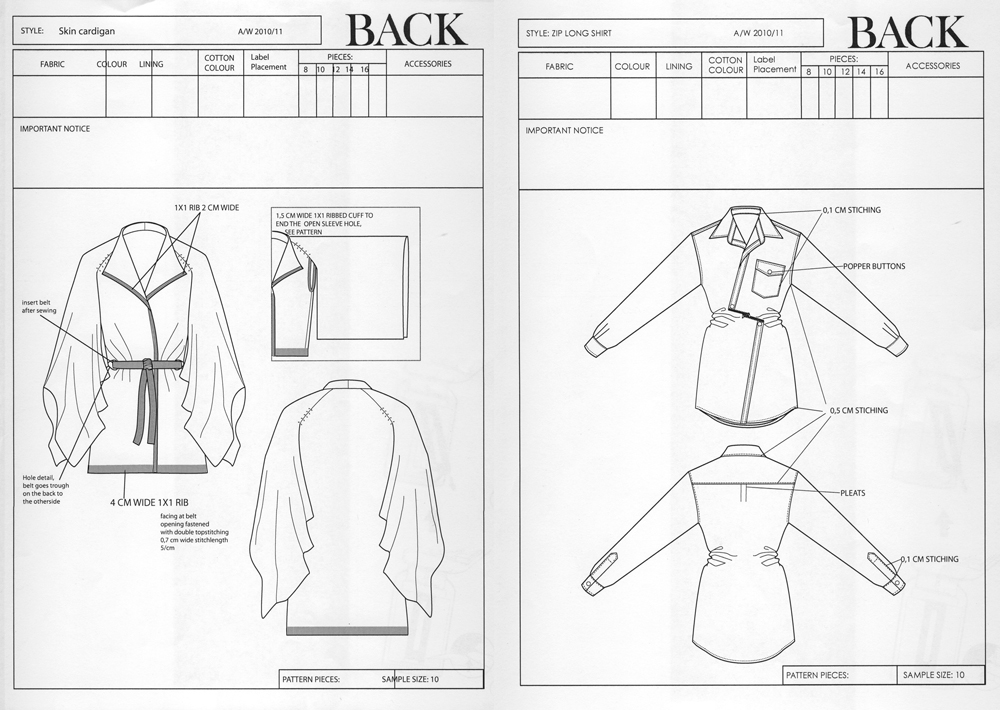 STYLE: Skin cardigan A/W 2010/11 BACK
FABRIC COLOUR LINING COTTON COLOUR Label Placement PIECES: 8 10 12 14 16 ACCESSORIES
IMPORTANT NOTICE
1X1 RIB 2 CM WIDE
1,5 CM WIDE 1X1 RIBBED CUFF TO
END THE OPEN SLEEVE HOLE,
SEE PATTERN
insert belt
after sewing
Hole detail,
belt goes trough
on the back to
the otherside
4 CM WIDE 1X1 RIB
facing at belt
opening fastened
with double topstitching
0,7 cm wide stitchlength
5/cm
PATTERN PIECES: SAMPLE SIZE: 10
STYLE: ZIP LONG SHIRT A/W 2010/11 BACK
FABRIC COLOUR LINING COTTON COLOUR Label Placement PIECES: 8 10 12 14 16 ACCESSORIES
IMPORTANT NOTICE
0,1 CM STICHING
POPPER BUTTONS
0,5 CM STICHING
PLEATS
0,1 CM STICHING
PATTERN PIECES: SAMPLE SIZE: 10